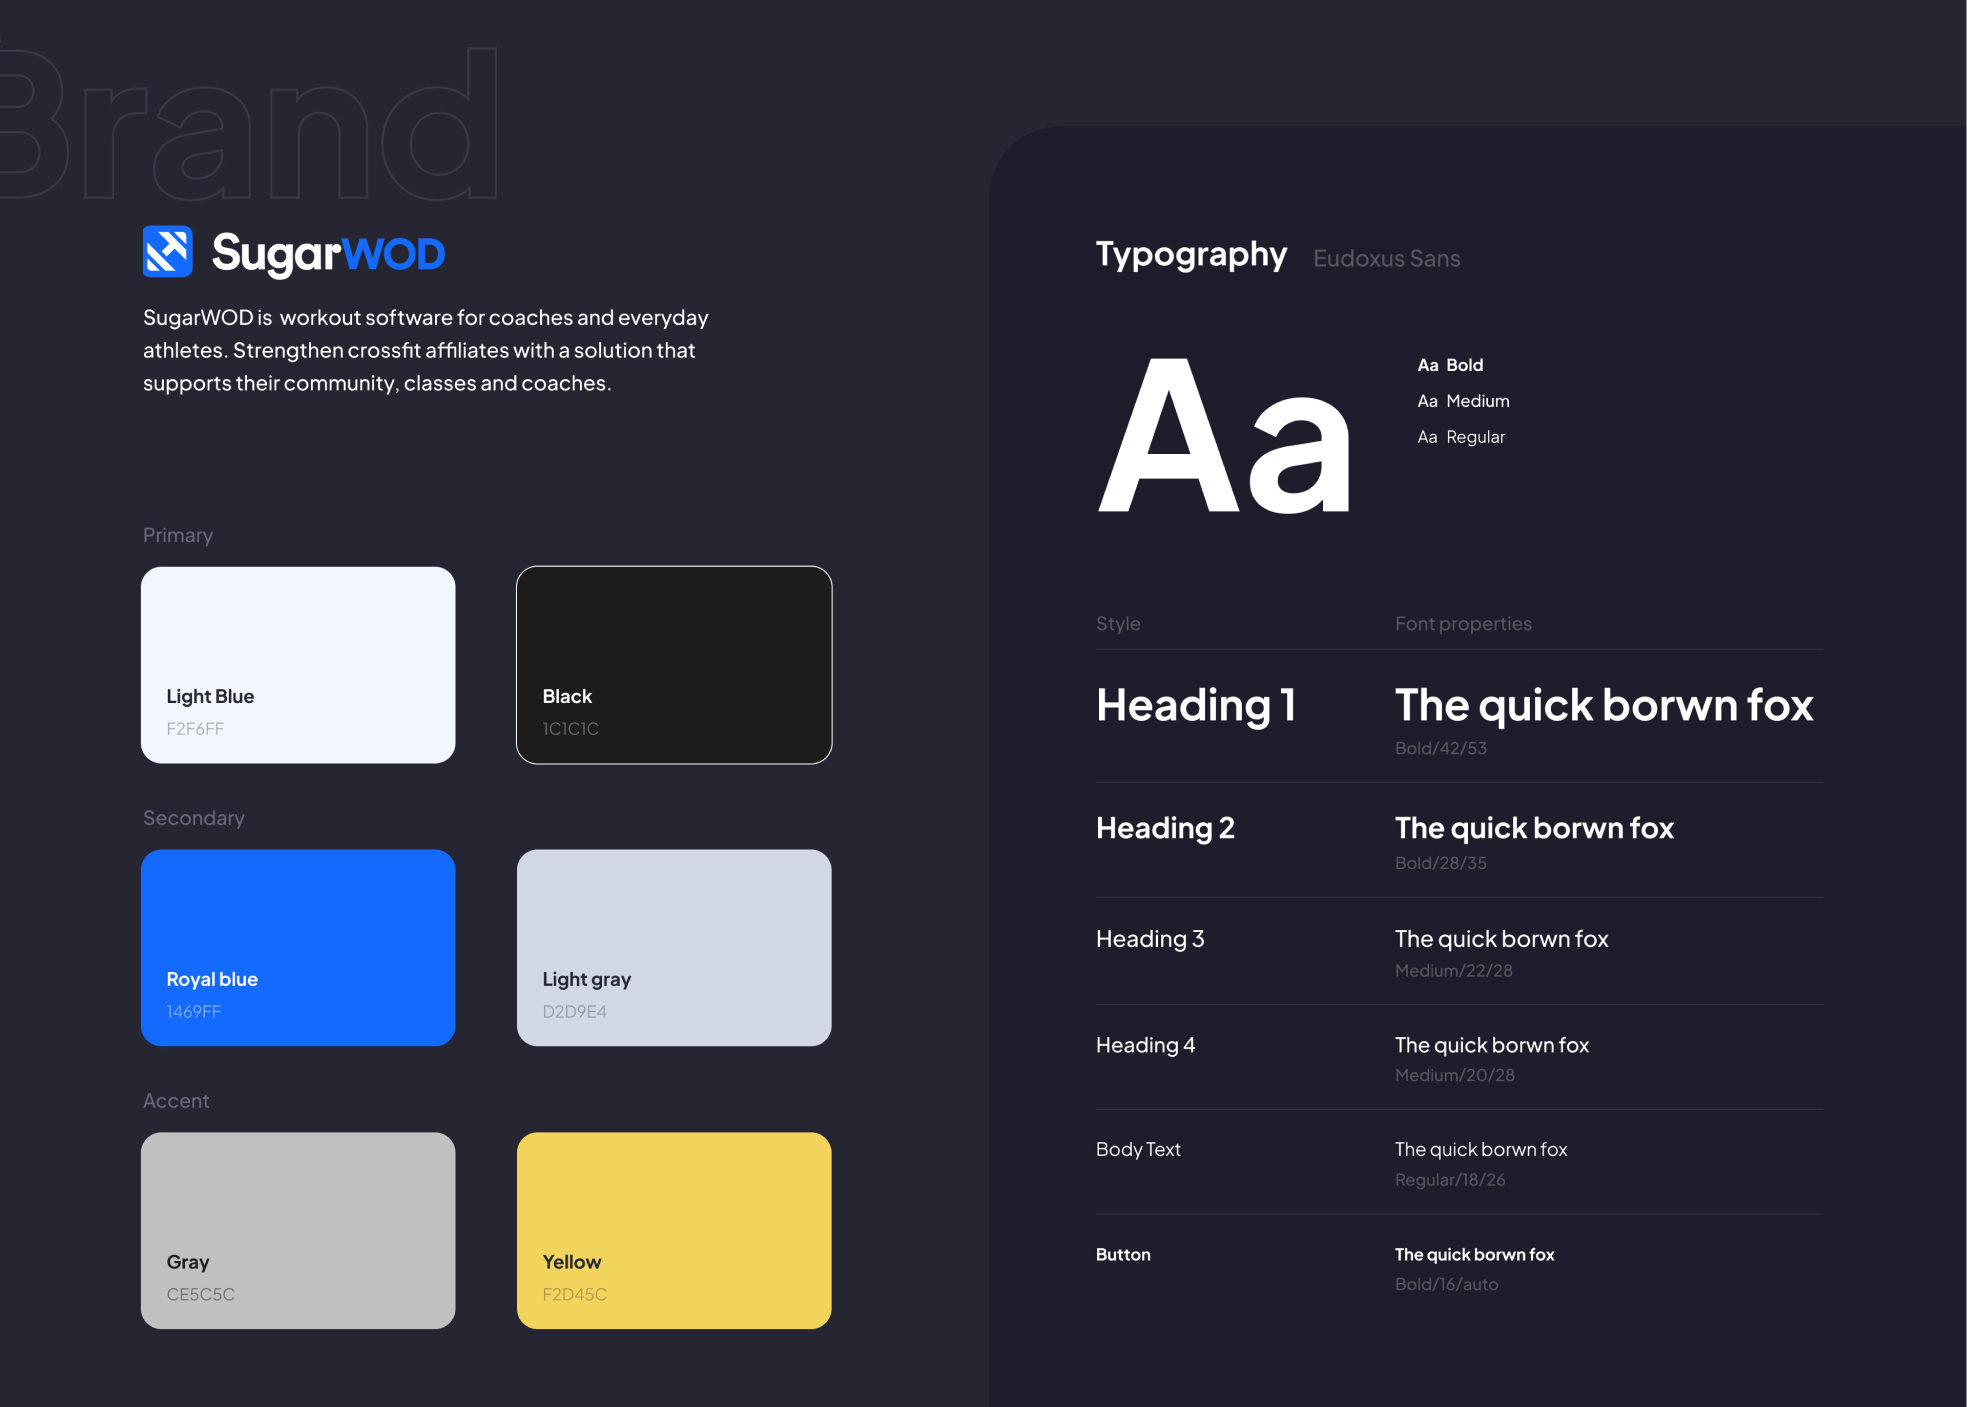 Brand
SugarWOD
SugarWOD is workout software for coaches and everyday
athletes. Strengthen crossfit affiliates with a solution that
supports their community, classes and coaches.
Primary
Light Blue
F2F6FF
Black
1C1C1C
Secondary
Royal blue
1469FF
Light gray
D2D9E4
Accent
Gray
CE5C5C
Yellow
F2D45C
Typography Eudoxus Sans
Aa
Aa Bold
Aa Medium
Aa Regular
Style Font properties
Heading 1 The quick borwn fox
Bold/42/53
Heading 2 The quick borwn fox
Bold/28/35
Heading 3 The quick borwn fox
Medium/22/28
Heading 4 The quick borwn fox
Medium/20/28
Body Text The quick borwn fox
Regular/18/26
Button The quick borwn fox
Bold/16/auto